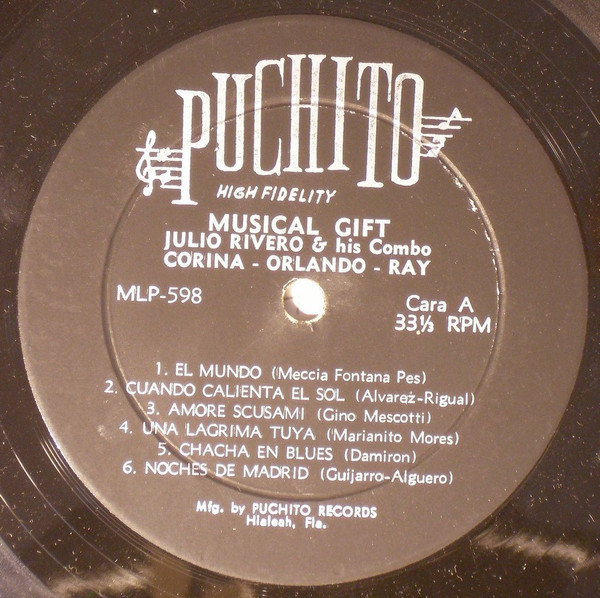 PUCHITO
HIGH FIDELITY
MUSICAL GIFT
JULIO RIVERO & his Combo
CORINA - ORLANDO - RAY
MLP-598
Cara A
33⅓ RPM
1. EL MUNDO (Meccia Fontana Pes)
2. CUANDO CALIENTA EL SOL (Alvarez-Rigual)
3. AMORE SCUSAMI (Gino Mescotti)
4. UNA LAGRIMA TUYA (Marianito Mores)
5. CHACHA EN BLUES (Damiron)
6. NOCHES DE MADRID (Guijarro-Alguero)
Mfg. by PUCHITO RECORDS
Hialeah, Fla.